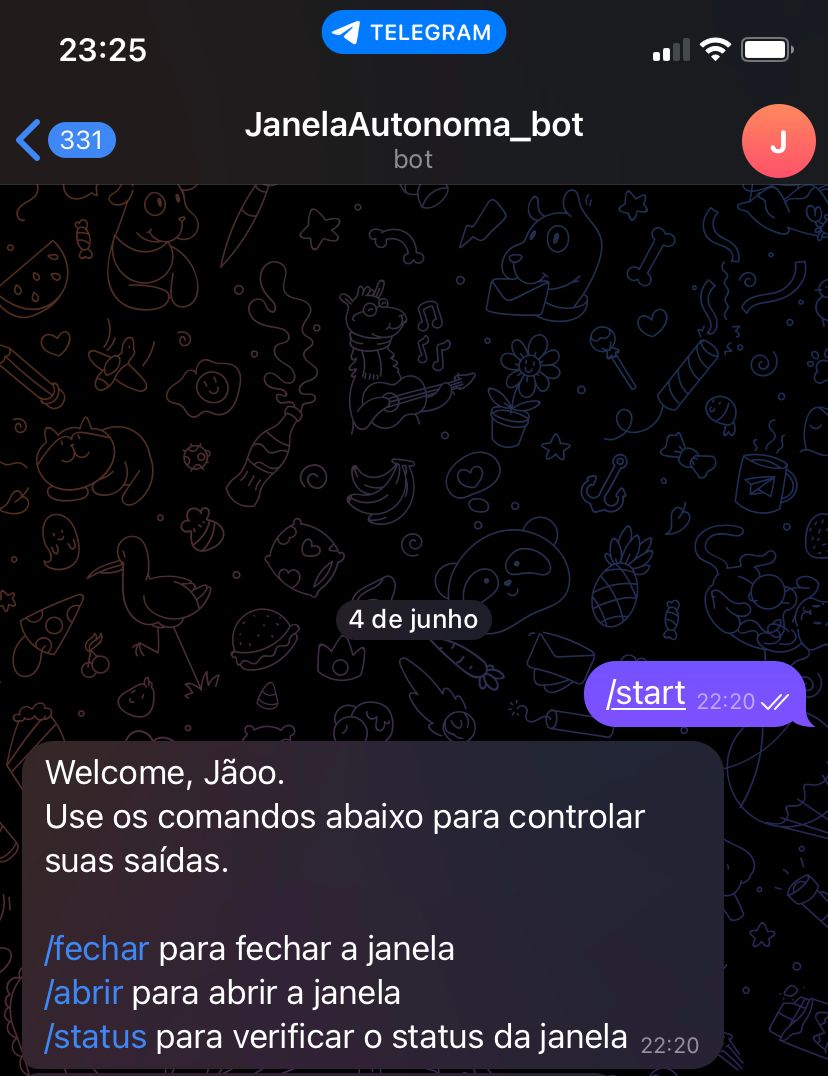 23:25
TELEGRAM
331
JanelaAutonoma_bot
bot
J
4 de junho
/start 22:20
Welcome, Jãoo.
Use os comandos abaixo para controlar
suas saídas.
/fechar para fechar a janela
/abrir para abrir a janela
/status para verificar o status da janela 22:20